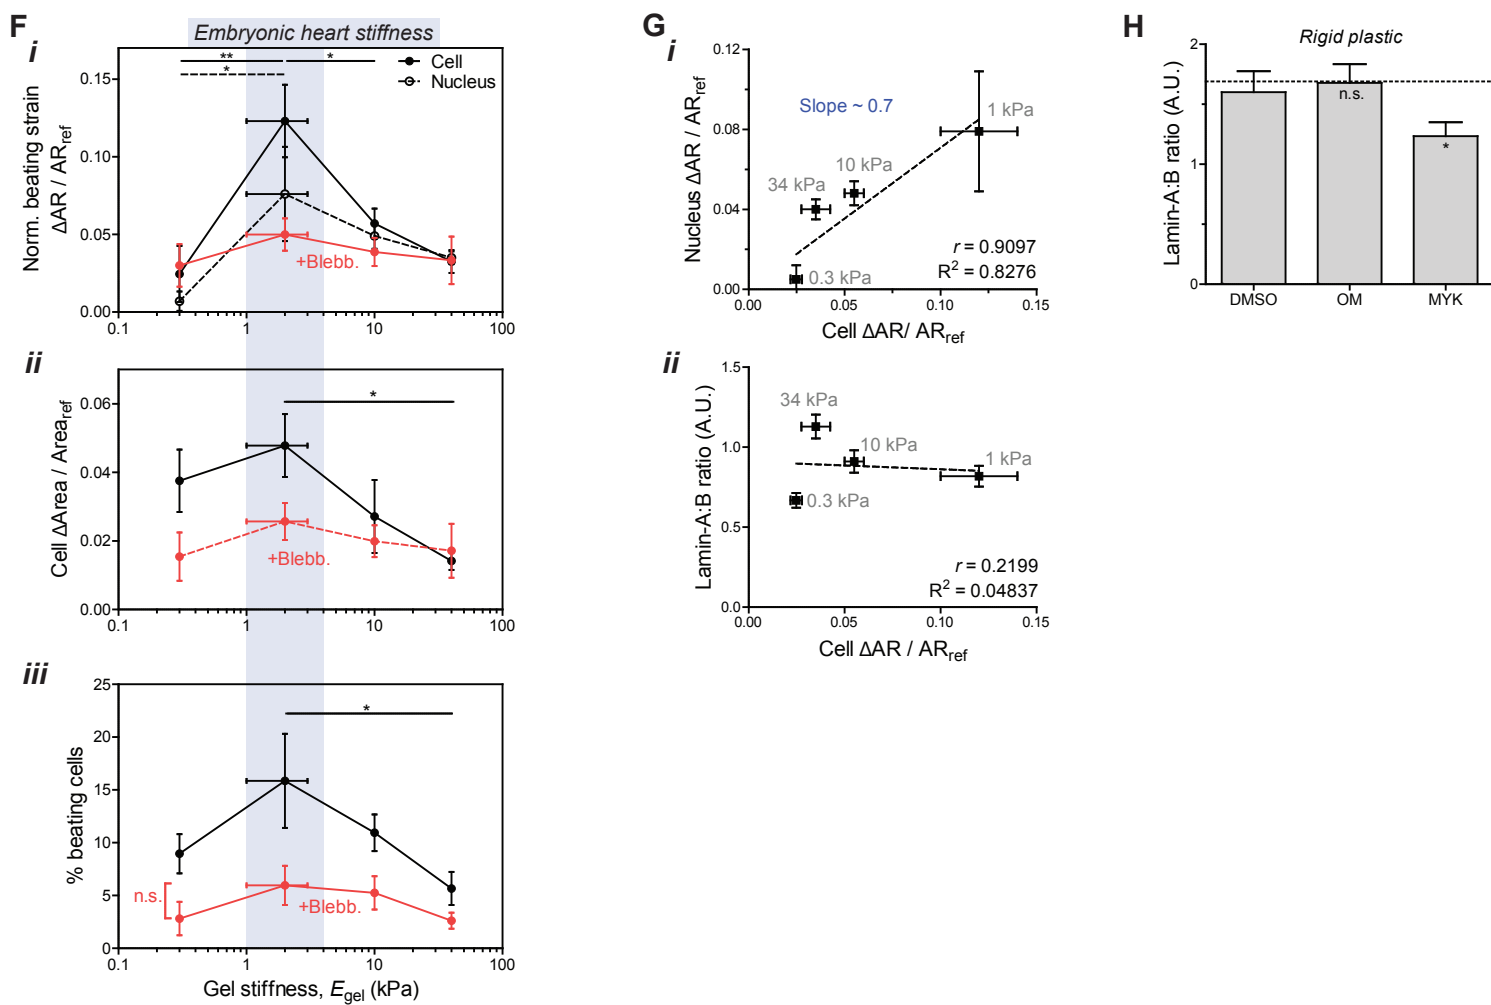 F
Embryonic heart stiffness
i
** *
*
Cell
Nucleus
Norm. beating strain
ΔAR / ARref
0.15
0.10
0.05
0.00
+Blebb.
0.1 1 10 100
ii
Cell ΔArea / Arearef
0.06
0.04
0.02
0.00
*
+Blebb.
0.1 1 10 100
iii
% beating cells
25
20
15
10
5
0
*
n.s.
+Blebb.
0.1 1 10 100
Gel stiffness, Egel (kPa)
G
i
Nucleus ΔAR / ARref
0.12
0.08
0.04
0.00
Slope ~ 0.7
1 kPa
10 kPa
34 kPa
0.3 kPa
r = 0.9097
R2 = 0.8276
0.00 0.05 0.10 0.15
Cell ΔAR/ ARref
ii
Lamin-A:B ratio (A.U.)
1.5
1.0
0.5
0.0
34 kPa
10 kPa
1 kPa
0.3 kPa
r = 0.2199
R2 = 0.04837
0.00 0.05 0.10 0.15
Cell ΔAR / ARref
H
Rigid plastic
Lamin-A:B ratio (A.U.)
2
1
0
n.s.
*
DMSO OM MYK